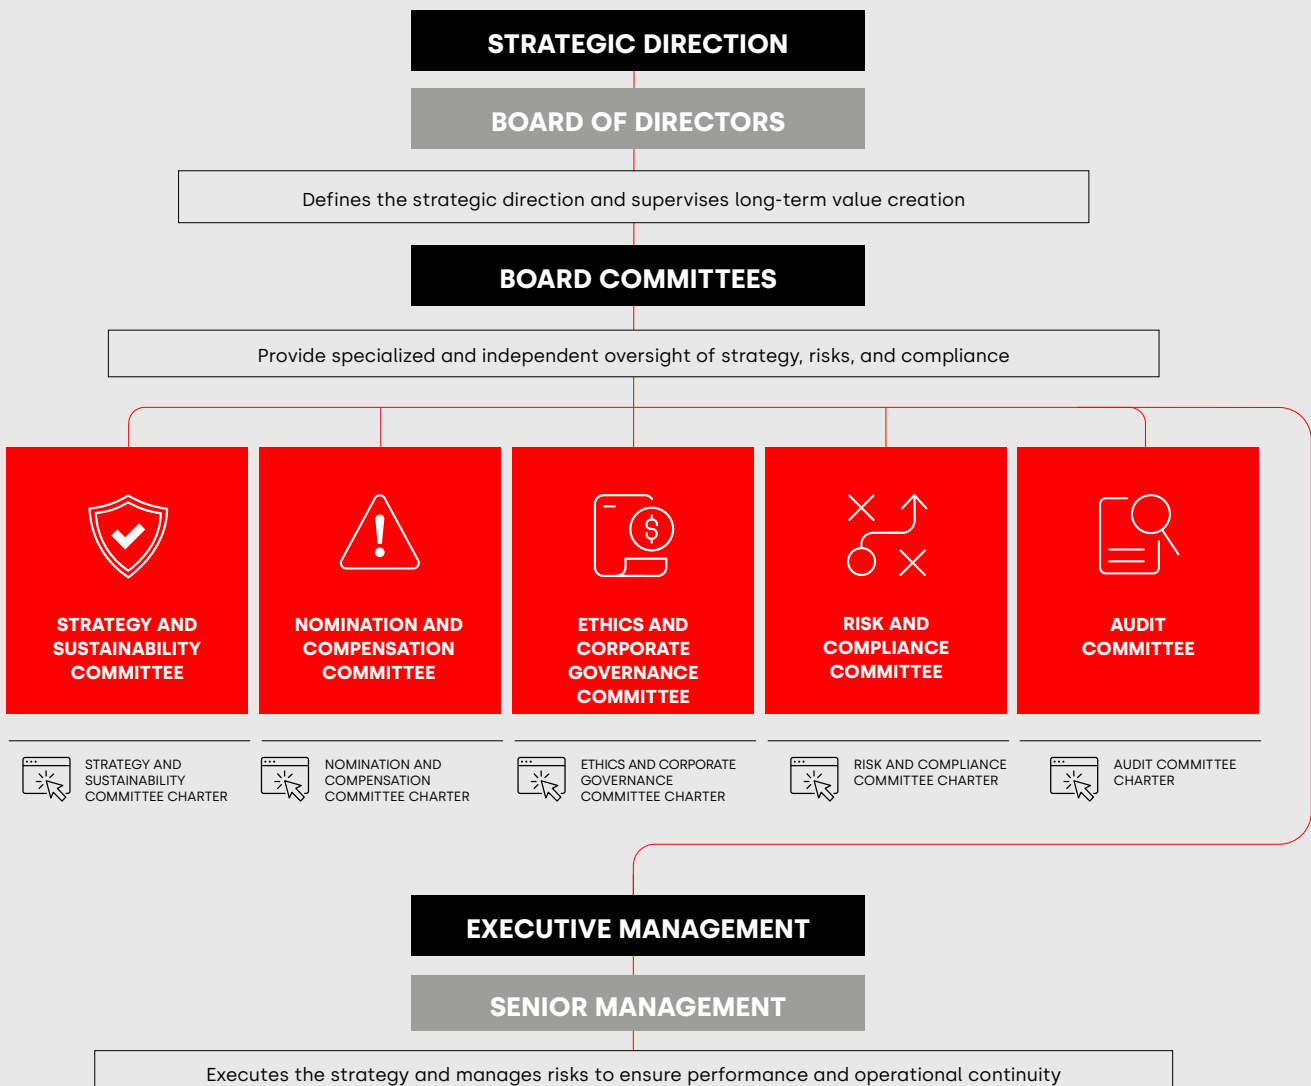 STRATEGIC DIRECTION
BOARD OF DIRECTORS
Defines the strategic direction and supervises long-term value creation
BOARD COMMITTEES
Provide specialized and independent oversight of strategy, risks, and compliance
STRATEGY AND
SUSTAINABILITY
COMMITTEE
NOMINATION AND
COMPENSATION
COMMITTEE
ETHICS AND
CORPORATE
GOVERNANCE
COMMITTEE
RISK AND
COMPLIANCE
COMMITTEE
AUDIT
COMMITTEE
STRATEGY AND
SUSTAINABILITY
COMMITTEE CHARTER
NOMINATION AND
COMPENSATION
COMMITTEE CHARTER
ETHICS AND CORPORATE
GOVERNANCE
COMMITTEE CHARTER
RISK AND COMPLIANCE
COMMITTEE CHARTER
AUDIT COMMITTEE
CHARTER
EXECUTIVE MANAGEMENT
SENIOR MANAGEMENT
Executes the strategy and manages risks to ensure performance and operational continuity